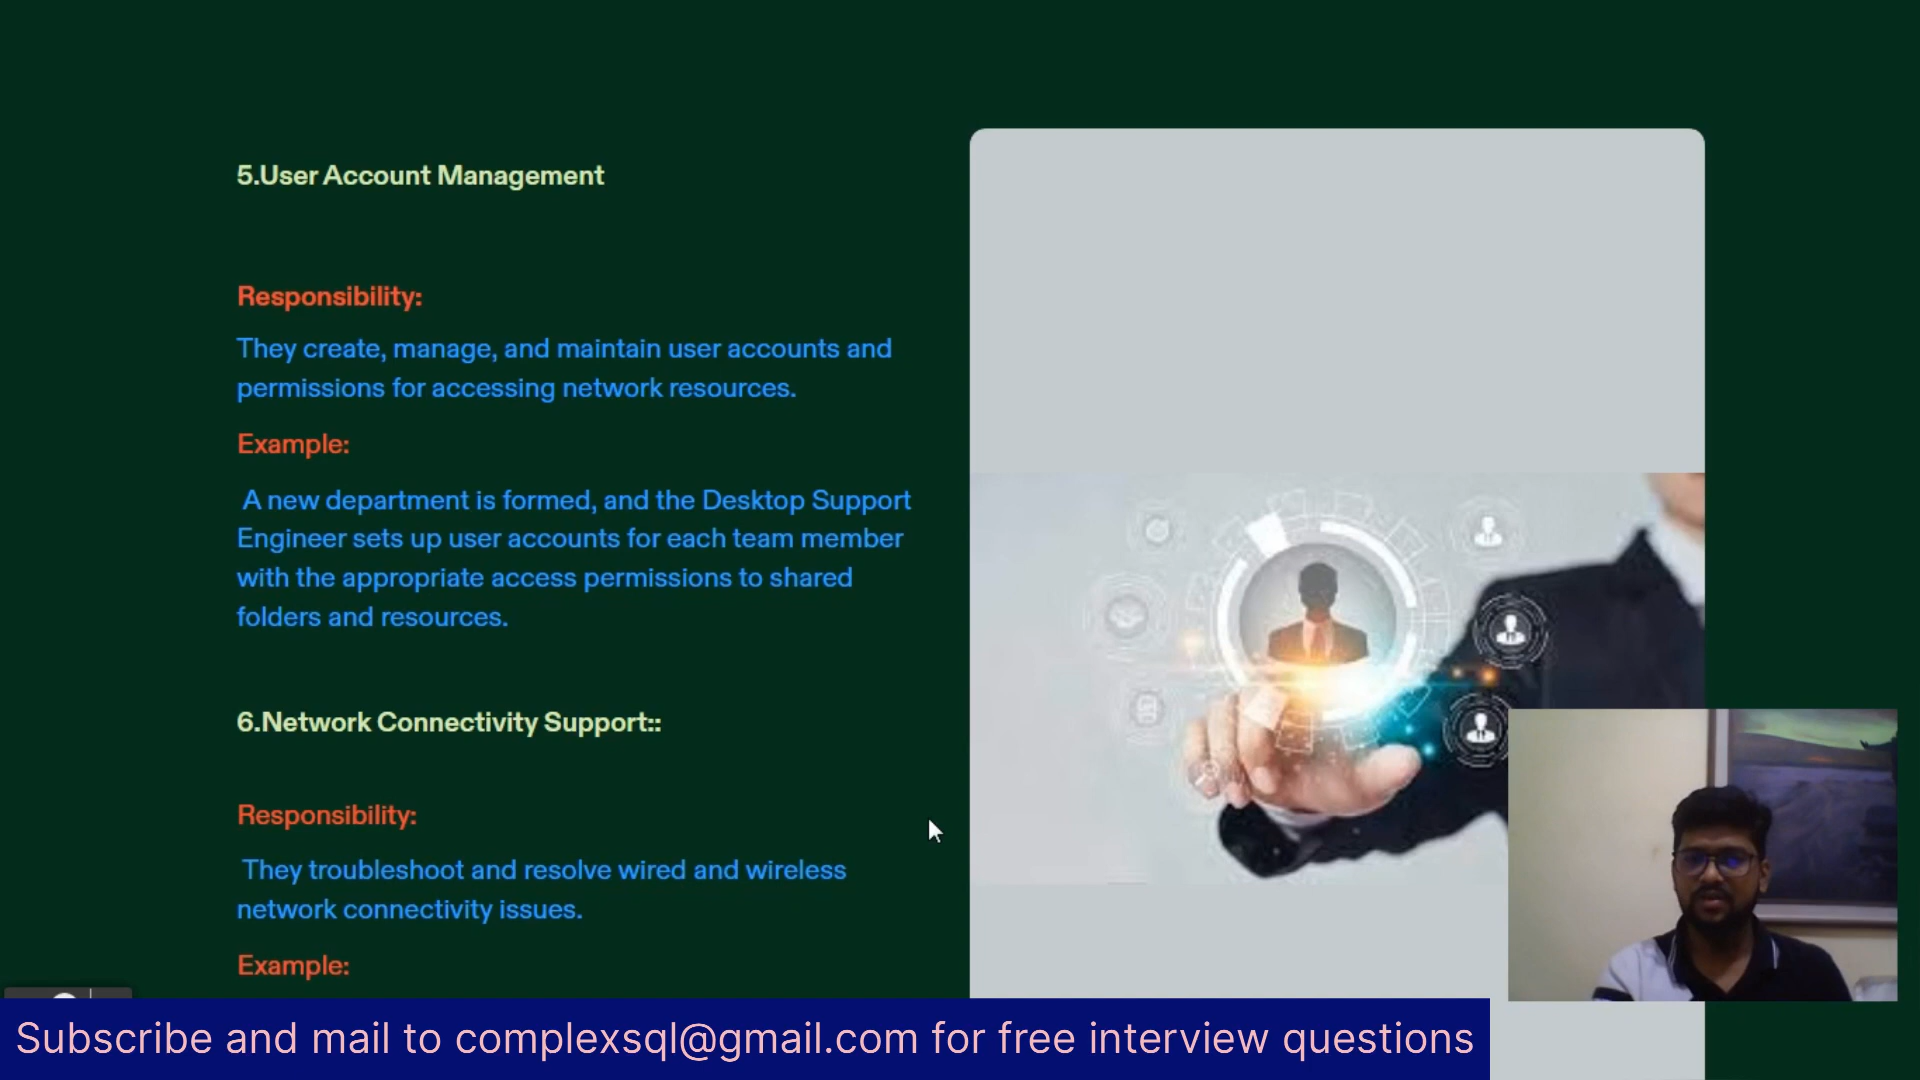 5.User Account Management
Responsibility:
They create, manage, and maintain user accounts and
permissions for accessing network resources.
Example:
A new department is formed, and the Desktop Support
Engineer sets up user accounts for each team member
with the appropriate access permissions to shared
folders and resources.
6.Network Connectivity Support::
Responsibility:
They troubleshoot and resolve wired and wireless
network connectivity issues.
Example:
Subscribe and mail to complexsql@gmail.com for free interview questions